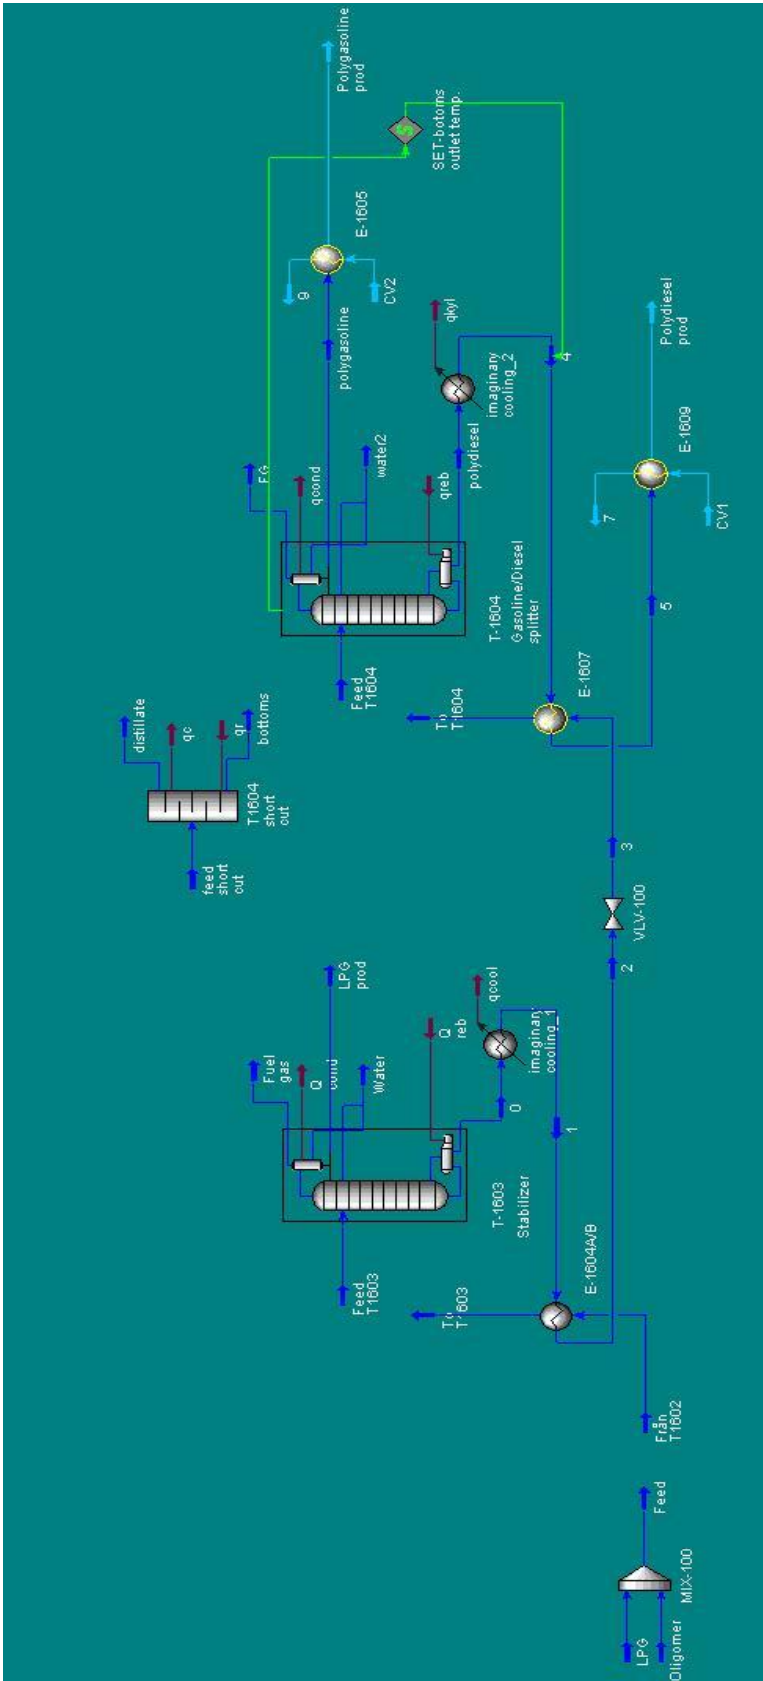 LPG
Oligomer
MIX-100
Feed
Från
T1602
E-1604A/B
To
T1603
Feed
T1603
T-1603
Stabilizer
Fuel
gas
Q
cond
Water
LPG
prod
Q
reb
0
imaginary
cooling_1
qcool
1
2
VLV-100
3
feed
short
cut
T1604
short
cut
distillate
qc
qr
bottoms
E-1607
To
T1604
Feed
T1604
T-1604
Gasoline/Diesel
splitter
FG
qcond
water2
qreb
polydiesel
imaginary
cooling_2
qkyl
4
5
polygasoline
CV2
9
E-1605
Polygasoline
prod
SET-botoms
outlet temp.
CV1
7
E-1609
Polydiesel
prod
S